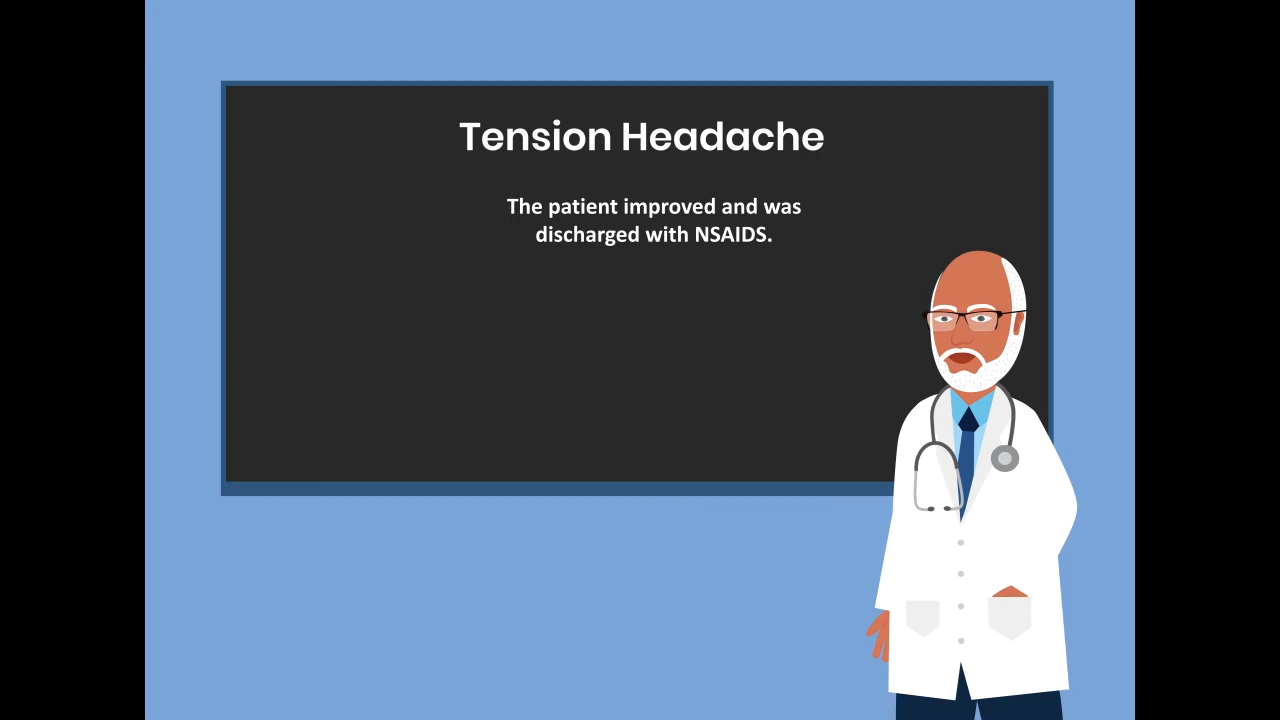 Tension Headache
The patient improved and was
discharged with NSAIDS.